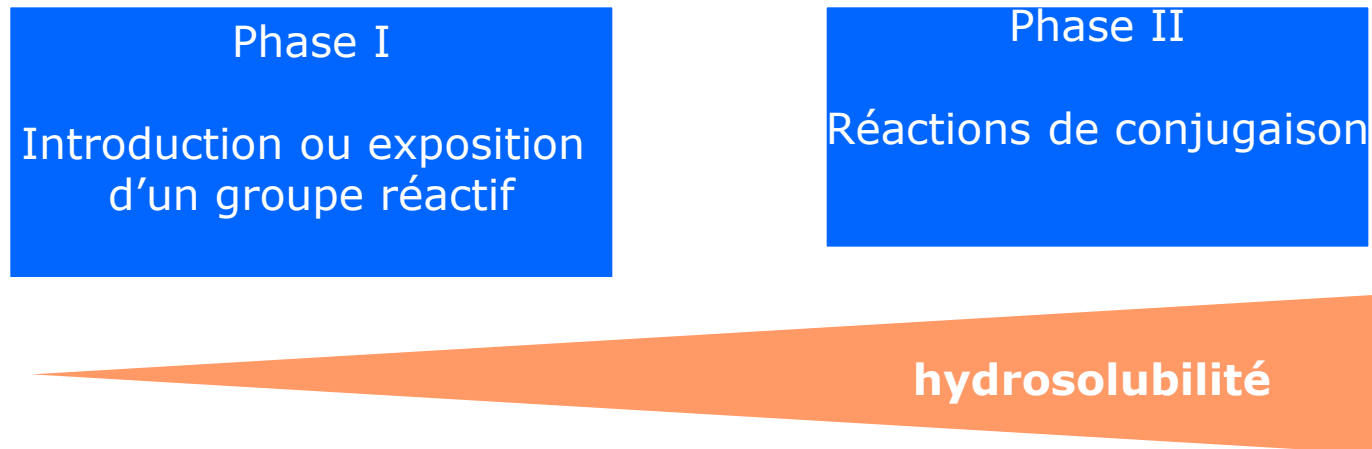 Phase I
Introduction ou exposition
d’un groupe réactif
Phase II
Réactions de conjugaison
hydrosolubilité